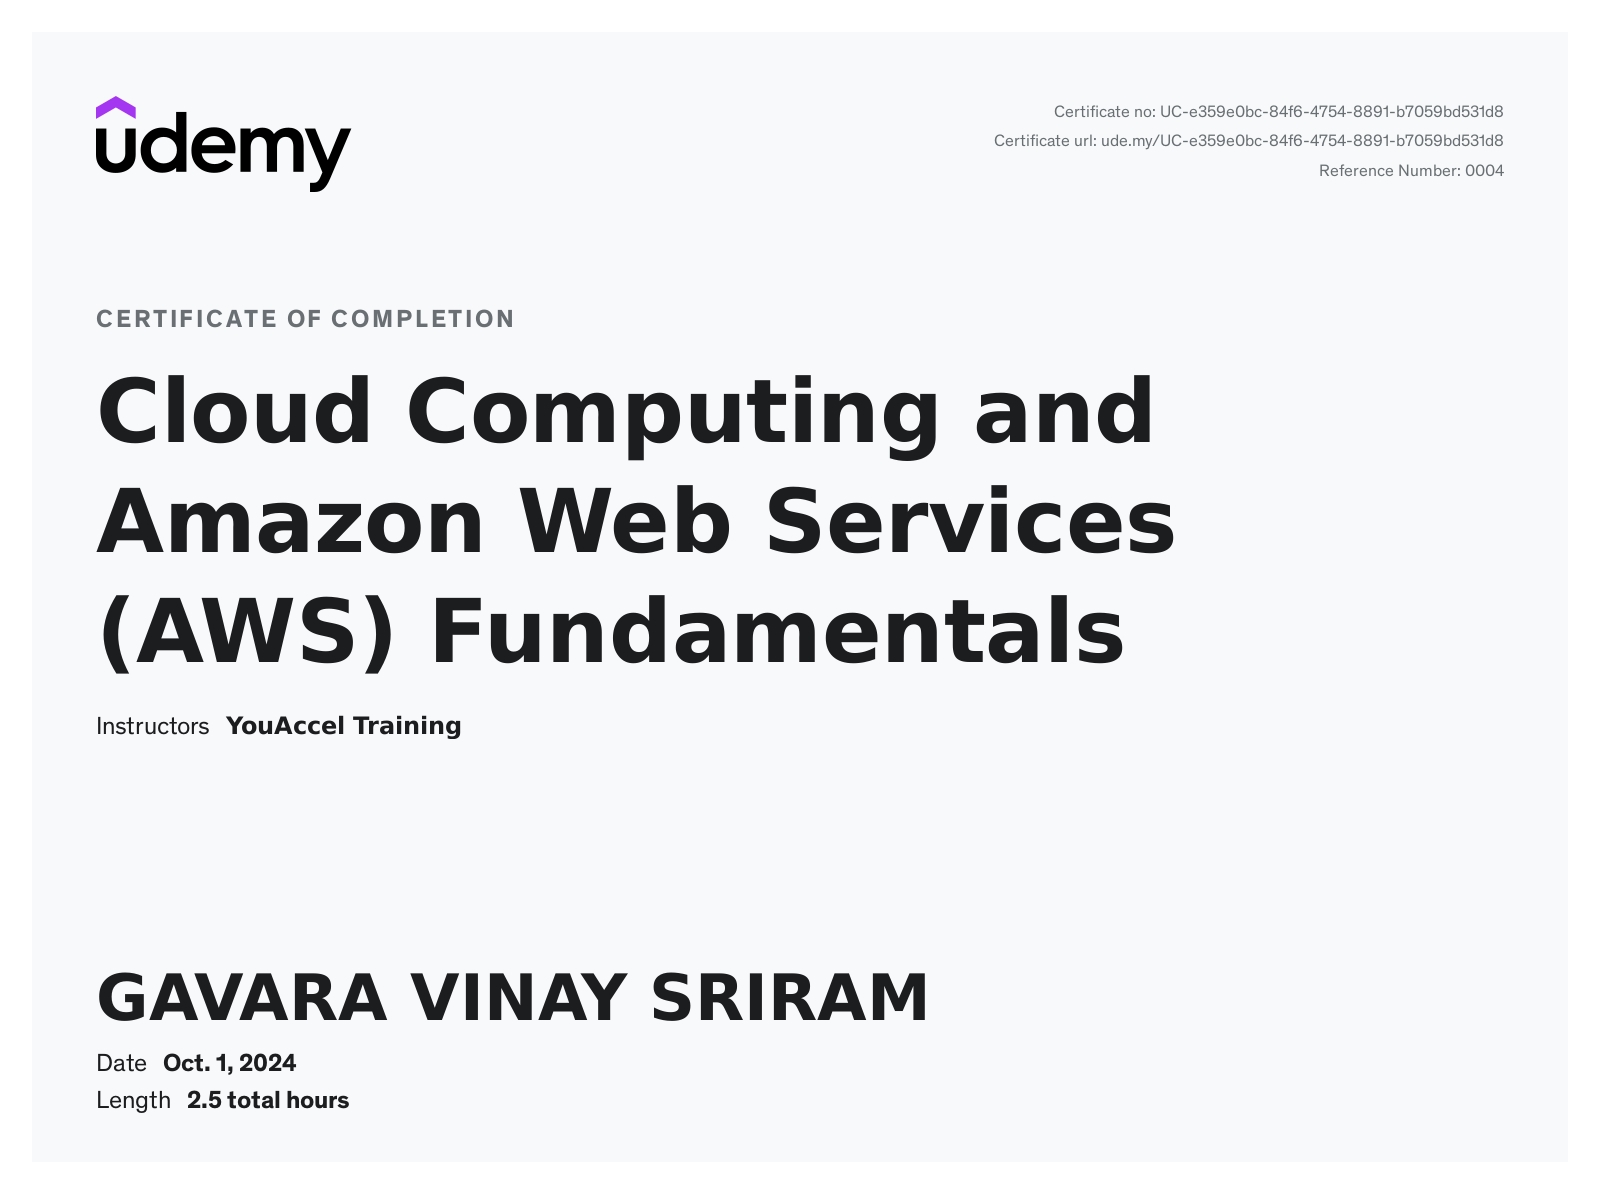 udemy
Certificate no: UC-e359e0bc-84f6-4754-8891-b7059bd531d8
Certificate url: ude.my/UC-e359e0bc-84f6-4754-8891-b7059bd531d8
Reference Number: 0004
CERTIFICATE OF COMPLETION
Cloud Computing and
Amazon Web Services
(AWS) Fundamentals
Instructors YouAccel Training
GAVARA VINAY SRIRAM
Date Oct. 1, 2024
Length 2.5 total hours